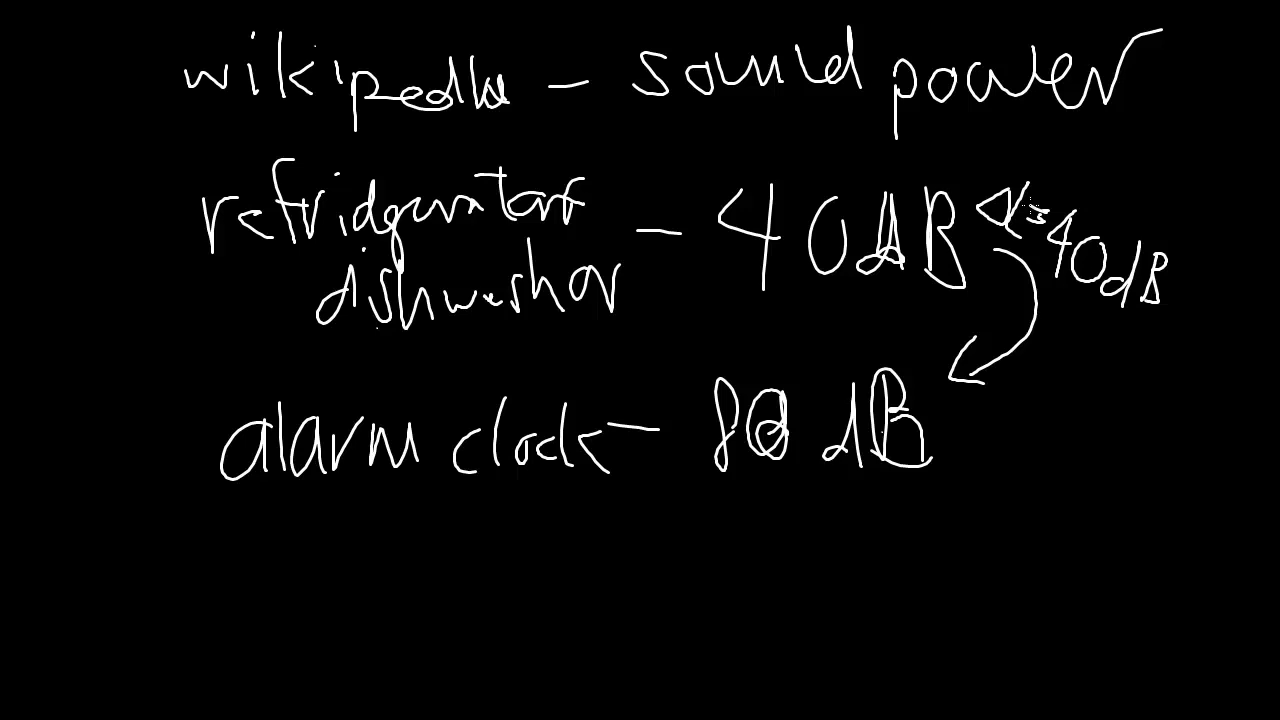 wikipedia - sound power
refridgerator
dishwasher - 40dB
40dB
alarm clock - 80 dB